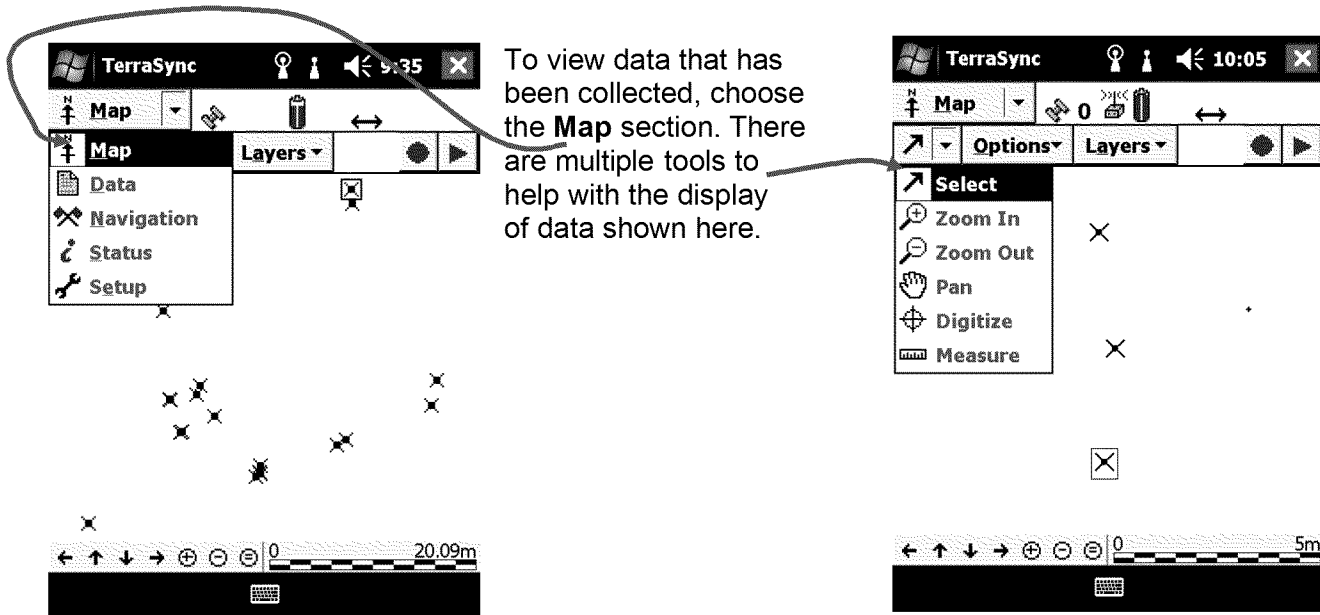 TerraSync 9:35
Map
Map
Layers
Data
Navigation
Status
Setup
0 20.09m
To view data that has
been collected, choose
the Map section. There
are multiple tools to
help with the display
of data shown here.
TerraSync 10:05
Map 0
Options Layers
Select
Zoom In
Zoom Out
Pan
Digitize
Measure
0 5m